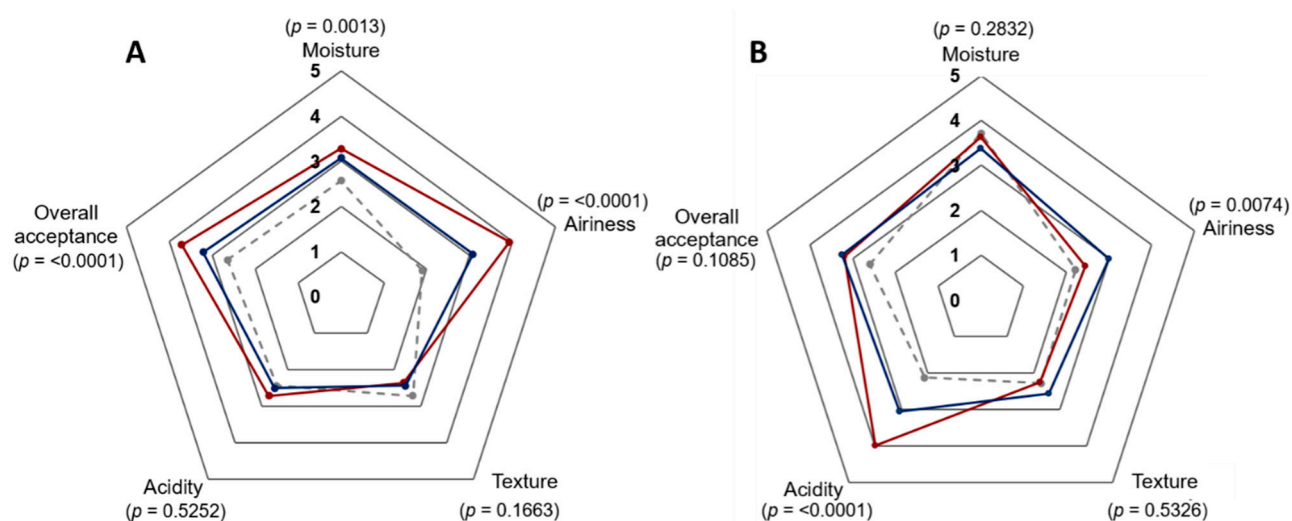 A
(p = 0.0013)
Moisture
5
4
3
2
1
0
(p = <0.0001)
Airiness
Texture
(p = 0.1663)
Acidity
(p = 0.5252)
Overall
acceptance
(p = <0.0001)
B
(p = 0.2832)
Moisture
5
4
3
2
1
0
(p = 0.0074)
Airiness
Texture
(p = 0.5326)
Acidity
(p = <0.0001)
Overall
acceptance
(p = 0.1085)